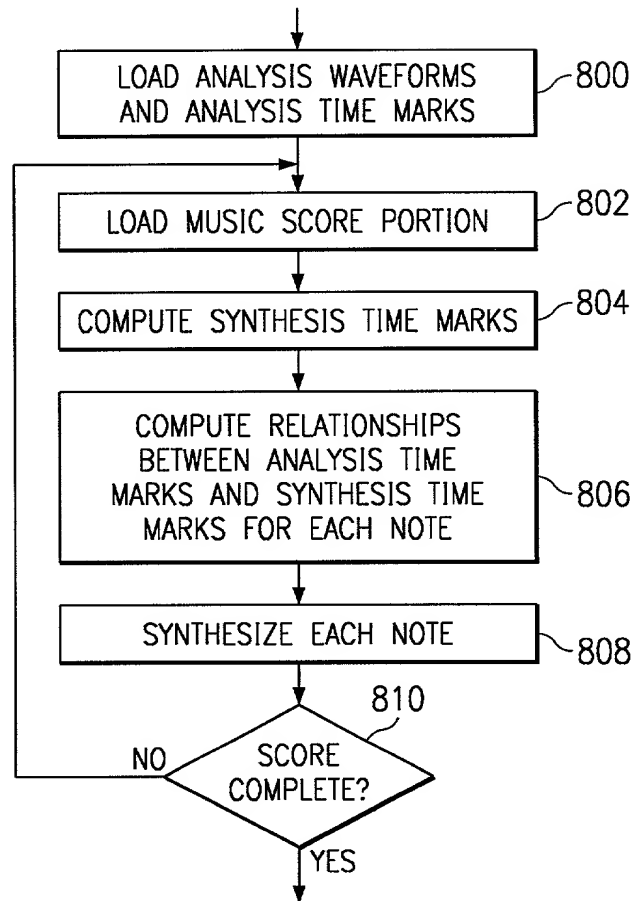 LOAD ANALYSIS WAVEFORMS
AND ANALYSIS TIME MARKS
800
LOAD MUSIC SCORE PORTION
802
COMPUTE SYNTHESIS TIME MARKS
804
COMPUTE RELATIONSHIPS
BETWEEN ANALYSIS TIME
MARKS AND SYNTHESIS TIME
MARKS FOR EACH NOTE
806
SYNTHESIZE EACH NOTE
808
810
NO
SCORE
COMPLETE?
YES